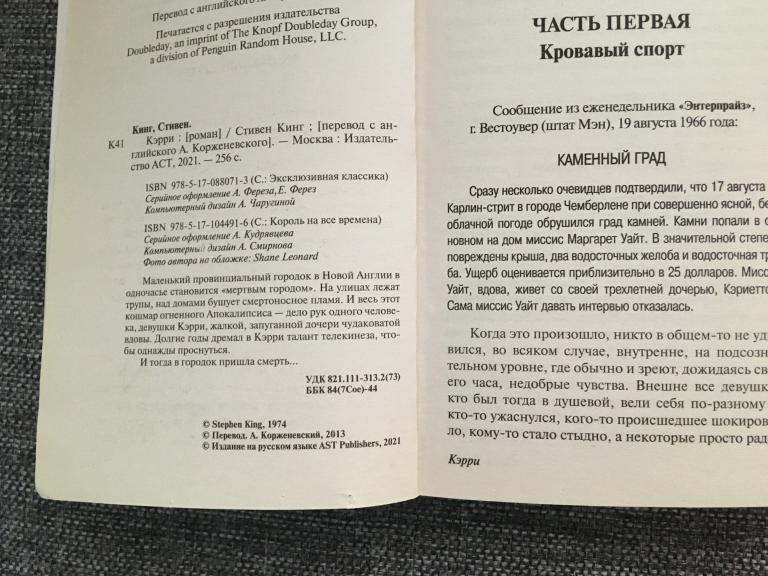 Перевод с английского
Печатается с разрешения издательства
Doubleday, an imprint of The Knopf Doubleday Group,
a division of Penguin Random House, LLC.
Кинг, Стивен.
К41 Кэрри : [роман] / Стивен Кинг ; [перевод с ан-
глийского А. Корженевского]. — Москва : Издатель-
ство АСТ, 2021. — 256 с.
ISBN 978-5-17-088071-3 (С.: Эксклюзивная классика)
Серийное оформление А. Фереза, Е. Ферез
Компьютерный дизайн А. Чаругиной
ISBN 978-5-17-104491-6 (С.: Король на все времена)
Серийное оформление А. Кудрявцева
Компьютерный дизайн А. Смирнова
Фото автора на обложке: Shane Leonard
Маленький провинциальный городок в Новой Англии в
одночасье становится «мертвым городом». На улицах лежат
трупы, над домами бушует смертоносное пламя. И весь этот
кошмар огненного Апокалипсиса — дело рук одного челове-
ка, девушки Кэрри, жалкой, запуганной дочери чудаковатой
вдовы. Долгие годы дремал в Кэрри талант телекинеза, что-
бы однажды проснуться.
И тогда в городок пришла смерть...
УДК 821.111-313.2(73)
ББК 84(7Сое)-44
© Stephen King, 1974
© Перевод. А. Корженевский, 2013
© Издание на русском языке AST Publishers, 2021
ЧАСТЬ ПЕРВАЯ
Кровавый спорт
Сообщение из еженедельника «Энтерпрайз»,
г. Вестоувер (штат Мэн), 19 августа 1966 года:
КАМЕННЫЙ ГРАД
Сразу несколько очевидцев подтвердили, что 17 августа
Карлин-стрит в городе Чемберлене при совершенно ясной, бе
облачной погоде обрушился град камней. Камни попали в о
новном на дом миссис Маргарет Уайт. В значительной степе
повреждены крыша, два водосточных желоба и водосточная тр
ба. Ущерб оценивается приблизительно в 25 долларов. Мисс
Уайт, вдова, живет со своей трехлетней дочерью, Кэриетто
Сама миссис Уайт давать интервью отказалась.
Когда это произошло, никто в общем-то не уди
вился, во всяком случае, внутренне, на подсозн
тельном уровне, где обычно и зреют, дожидаясь св
его часа, недобрые чувства. Внешне все девушк
кто был тогда в душевой, вели себя по-разному
кто-то ужаснулся, кого-то происшедшее шокиров
ло, кому-то стало стыдно, а некоторые просто рад
Кэрри